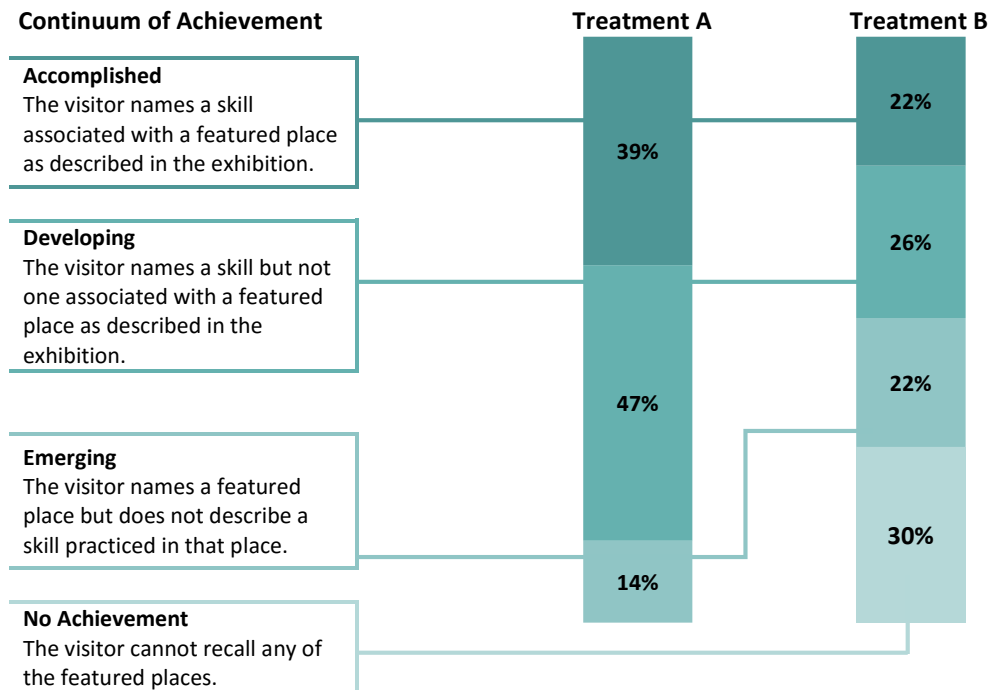 Continuum of Achievement
Treatment A
Treatment B
Accomplished
The visitor names a skill
associated with a featured place
as described in the exhibition.
Developing
The visitor names a skill but not
one associated with a featured
place as described in the
exhibition.
Emerging
The visitor names a featured
place but does not describe a
skill practiced in that place.
No Achievement
The visitor cannot recall any of
the featured places.
39%
47%
14%
22%
26%
22%
30%